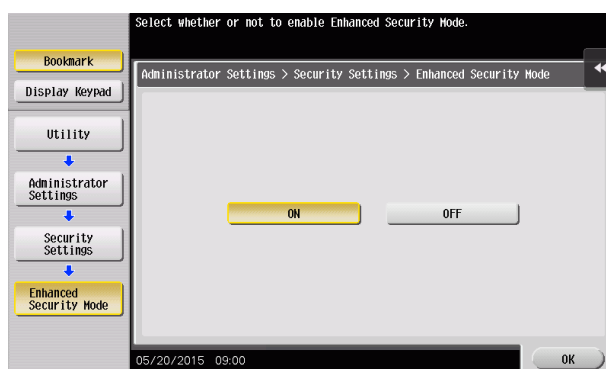 Select whether or not to enable Enhanced Security Mode.
Bookmark
Display Keypad
Utility
Administrator
Settings
Security
Settings
Enhanced
Security Mode
Administrator Settings > Security Settings > Enhanced Security Mode
ON
OFF
05/20/2015 09:00
OK